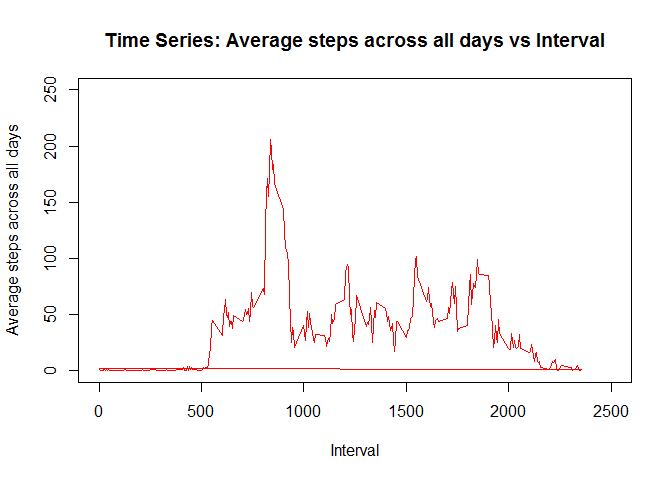 Time Series: Average steps across all days vs Interval
Average steps across all days
250
200
150
100
50
0
0 500 1000 1500 2000 2500
Interval